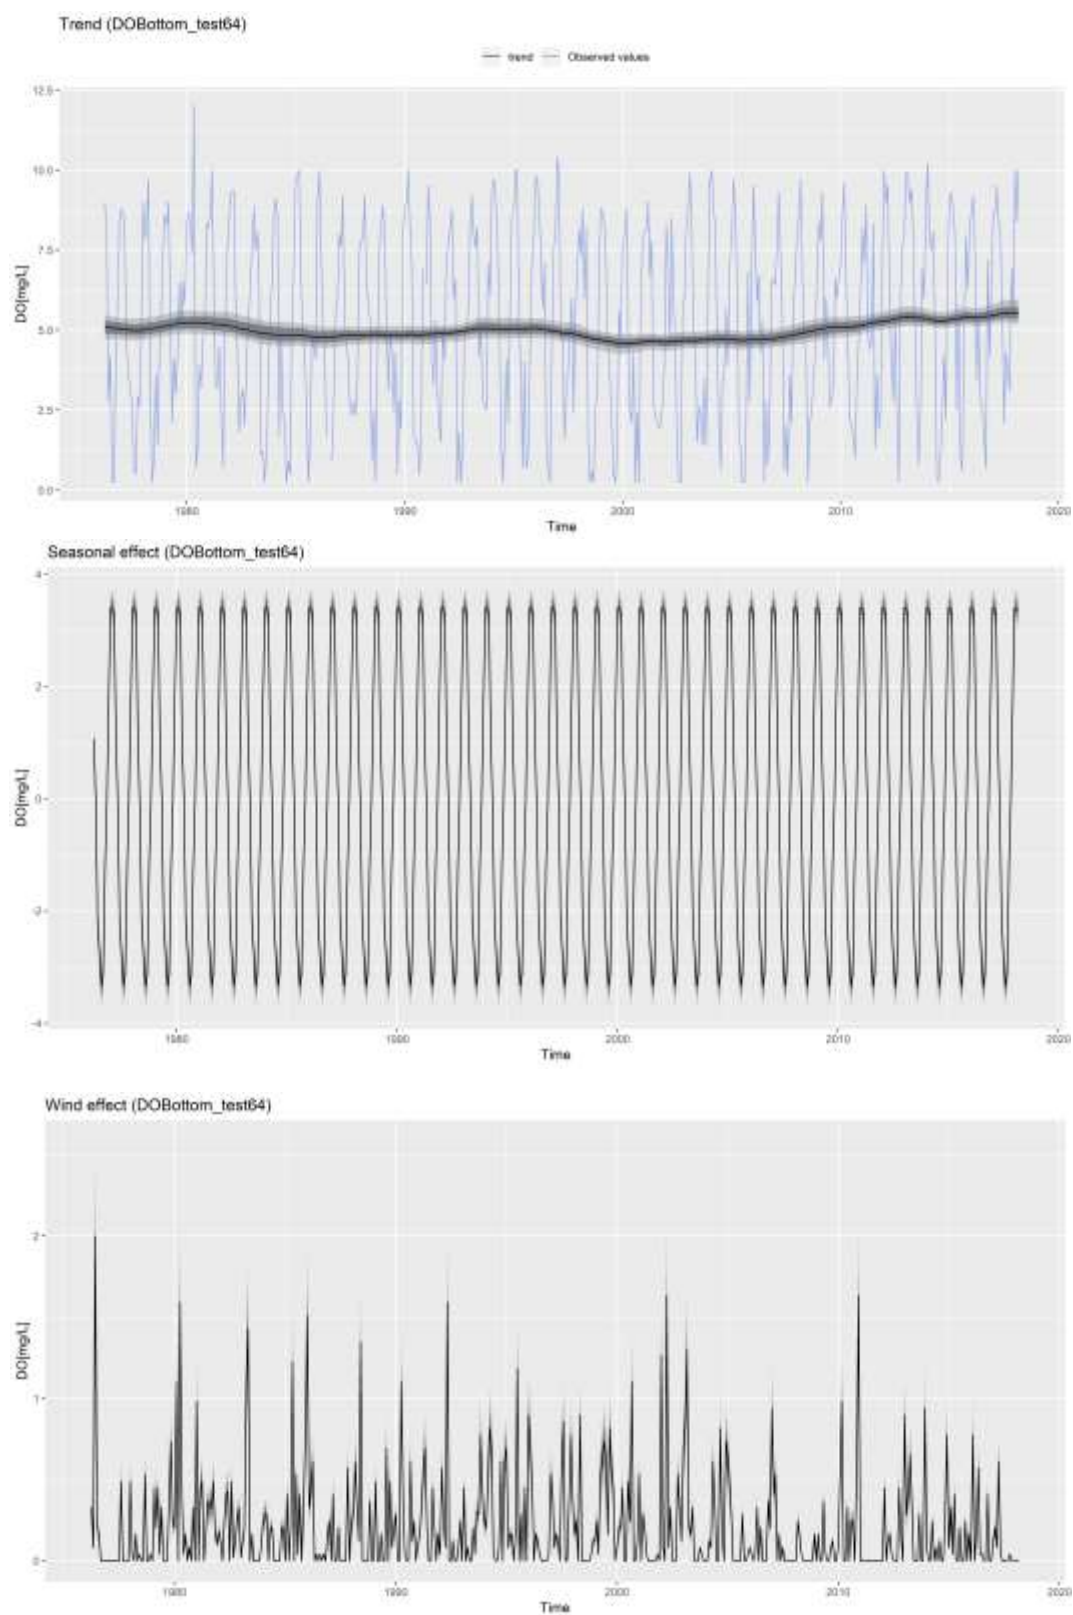 Trend (DOBottom_test64)
trend Observed values
12.5
10.0
7.5
5.0
2.5
0.0
DO[mg/L]
1980 1990 2000 2010 2020
Time
Seasonal effect (DOBottom_test64)
4
2
0
-2
-4
DO[mg/L]
1980 1990 2000 2010 2020
Time
Wind effect (DOBottom_test64)
2
1
0
DO[mg/L]
1980 1990 2000 2010 2020
Time